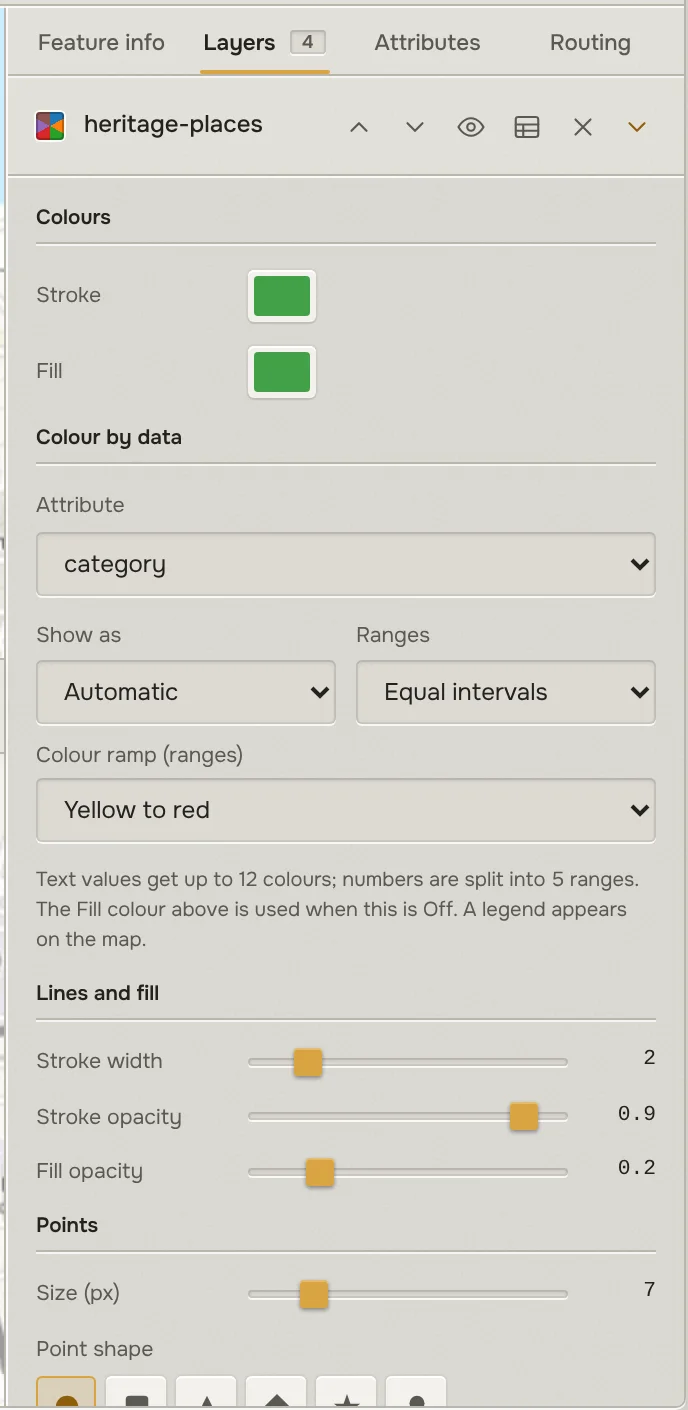 Feature info Layers 4 Attributes Routing
heritage-places
Colours
Stroke
Fill
Colour by data
Attribute
category
Show as Ranges
Automatic Equal intervals
Colour ramp (ranges)
Yellow to red
Text values get up to 12 colours; numbers are split into 5 ranges.
The Fill colour above is used when this is Off. A legend appears
on the map.
Lines and fill
Stroke width 2
Stroke opacity 0.9
Fill opacity 0.2
Points
Size (px) 7
Point shape